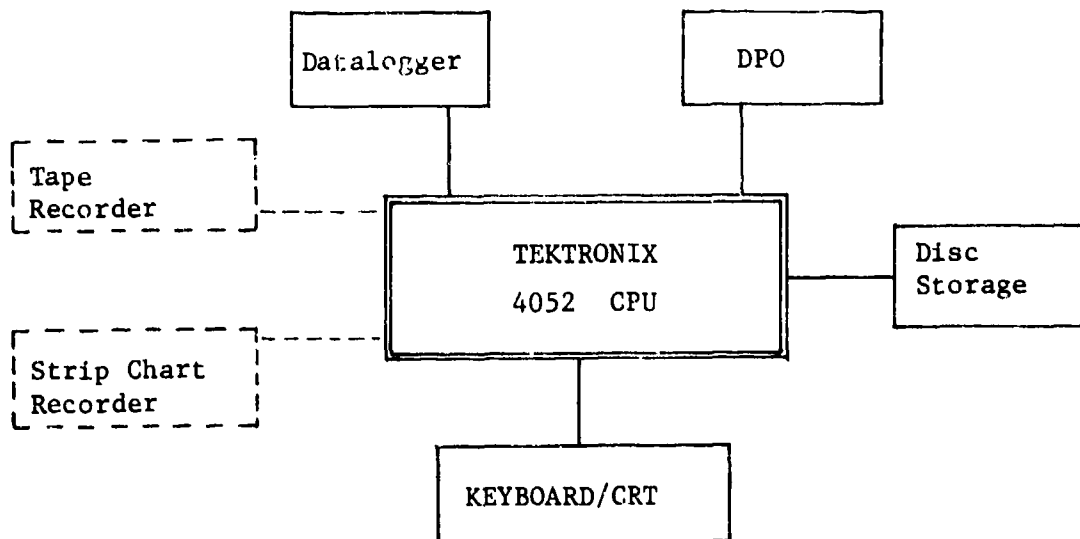 Datalogger
DPO
Tape
Recorder
TEKTRONIX
4052 CPU
Disc
Storage
Strip Chart
Recorder
KEYBOARD/CRT